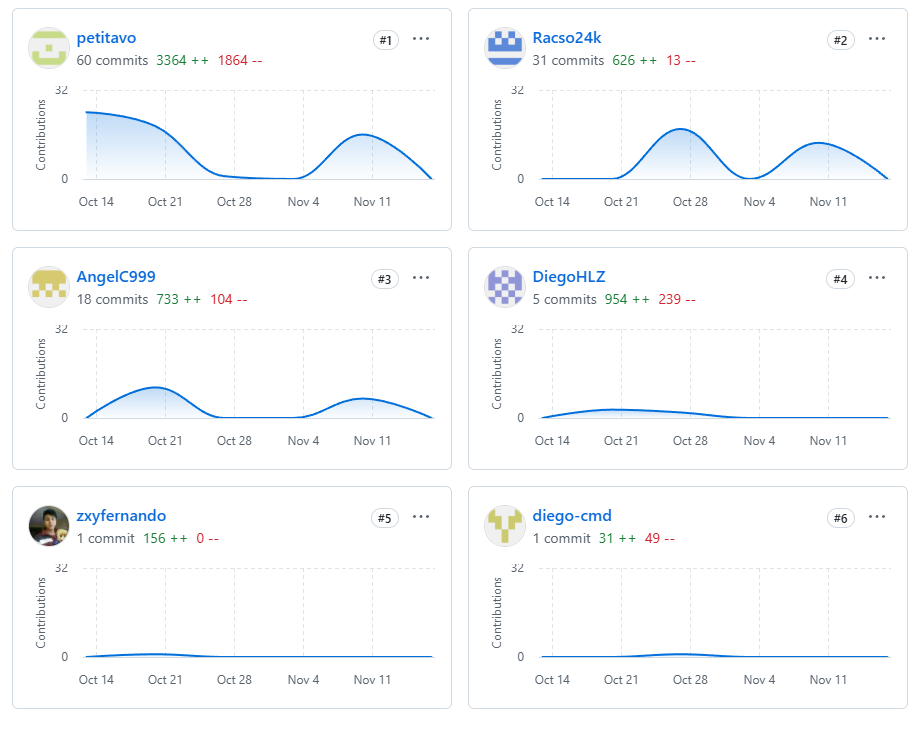 petitavo
#1
60 commits 3364 ++ 1864 --
32
Contributions
0
Oct 14 Oct 21 Oct 28 Nov 4 Nov 11
Racso24k
#2
31 commits 626 ++ 13 --
32
Contributions
0
Oct 14 Oct 21 Oct 28 Nov 4 Nov 11
AngelC999
#3
18 commits 733 ++ 104 --
32
Contributions
0
Oct 14 Oct 21 Oct 28 Nov 4 Nov 11
DiegoHLZ
#4
5 commits 954 ++ 239 --
32
Contributions
0
Oct 14 Oct 21 Oct 28 Nov 4 Nov 11
zxyfernando
#5
1 commit 156 ++ 0 --
32
Contributions
0
Oct 14 Oct 21 Oct 28 Nov 4 Nov 11
diego-cmd
#6
1 commit 31 ++ 49 --
32
Contributions
0
Oct 14 Oct 21 Oct 28 Nov 4 Nov 11